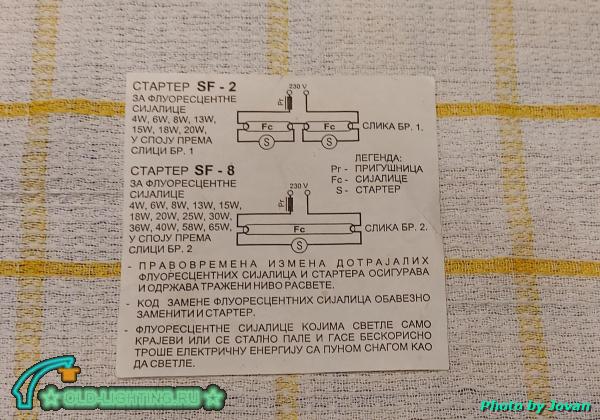 СТАРТЕР SF - 2
ЗА ФЛУОРЕСЦЕНТНЕ
СИЈАЛИЦЕ
4W, 6W, 8W, 13W,
15W, 18W, 20W,
У СПОЈУ ПРЕМА
СЛИЦИ БР. 1
230 V
Pr
Fc Fc
S S
СЛИКА БР. 1.
ЛЕГЕНДА:
Pr - ПРИГУШНИЦА
Fc - СИЈАЛИЦЕ
S - СТАРТЕР
СТАРТЕР SF - 8
ЗА ФЛУОРЕСЦЕНТНЕ
СИЈАЛИЦЕ
4W, 6W, 8W, 13W, 15W,
18W, 20W, 25W, 30W,
36W, 40W, 58W, 65W,
У СПОЈУ ПРЕМА
СЛИЦИ БР. 2
230 V
Pr
Fc
S
СЛИКА БР. 2.
- ПРАВОВРЕМЕНА ИЗМЕНА ДОТРАЈАЛИХ
ФЛУОРЕСЦЕНТНИХ СИЈАЛИЦА И СТАРТЕРА ОСИГУРАВА
И ОДРЖАВА ТРАЖЕНИ НИВО РАСВЕТЕ.
- КОД ЗАМЕНЕ ФЛУОРЕСЦЕНТНИХ СИЈАЛИЦА ОБАВЕЗНО
ЗАМЕНИТИ И СТАРТЕР.
- ФЛУОРЕСЦЕНТНЕ СИЈАЛИЦЕ КОЈИМА СВЕТЛЕ САМО
КРАЈЕВИ ИЛИ СЕ СТАЛНО ПАЛЕ И ГАСЕ БЕСКОРИСНО
ТРОШЕ ЕЛЕКТРИЧНУ ЕНЕРГИЈУ СА ПУНОМ СНАГОМ КАО
ДА СВЕТЛЕ.
OLD-LIGHTING.RU
Photo by Jovan